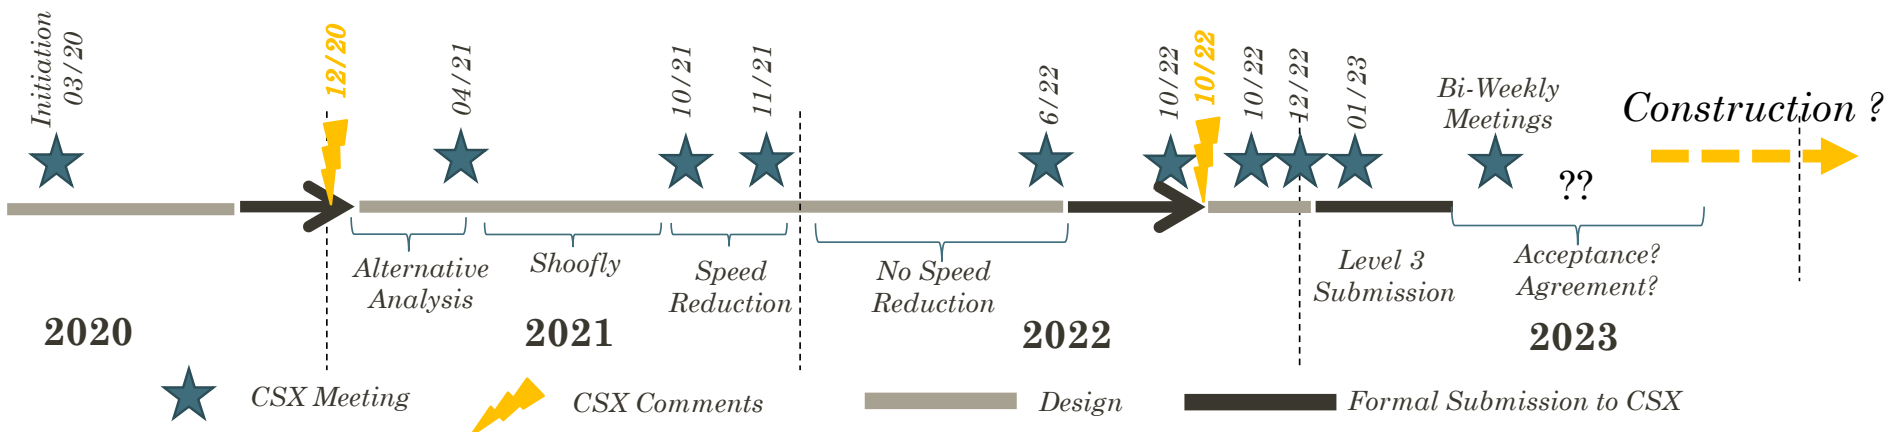 Initiation
03/20
12/20
04/21
10/21
11/21
6/22
10/22
10/22
10/22
12/22
01/23
Bi-Weekly
Meetings
Construction ?
??
Alternative
Analysis
Shoofly
Speed
Reduction
No Speed
Reduction
Level 3
Submission
Acceptance?
Agreement?
2020
2021
2022
2023
CSX Meeting
CSX Comments
Design
Formal Submission to CSX